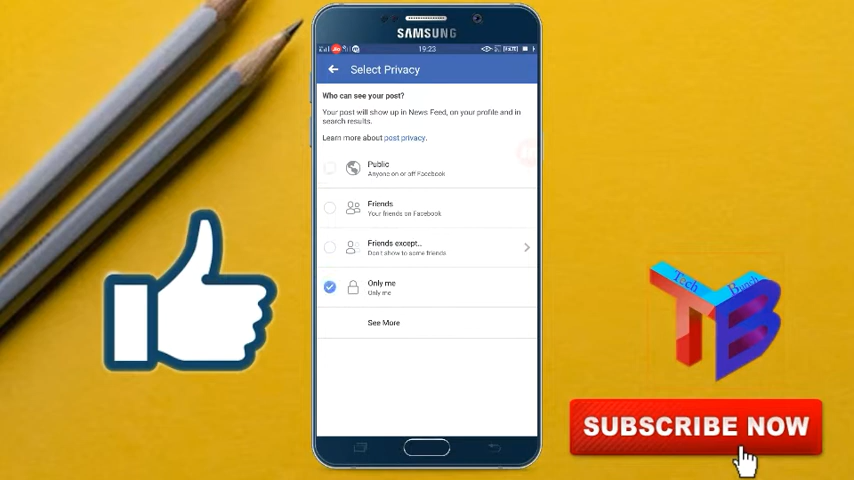 SAMSUNG
19:23
Select Privacy
Who can see your post?
Your post will show up in News Feed, on your profile and in
search results.
Learn more about post privacy.
Public
Anyone on or off Facebook
Friends
Your friends on Facebook
Friends except..
Don't show to some friends
Only me
Only me
See More
Tech Branch
TB
SUBSCRIBE NOW